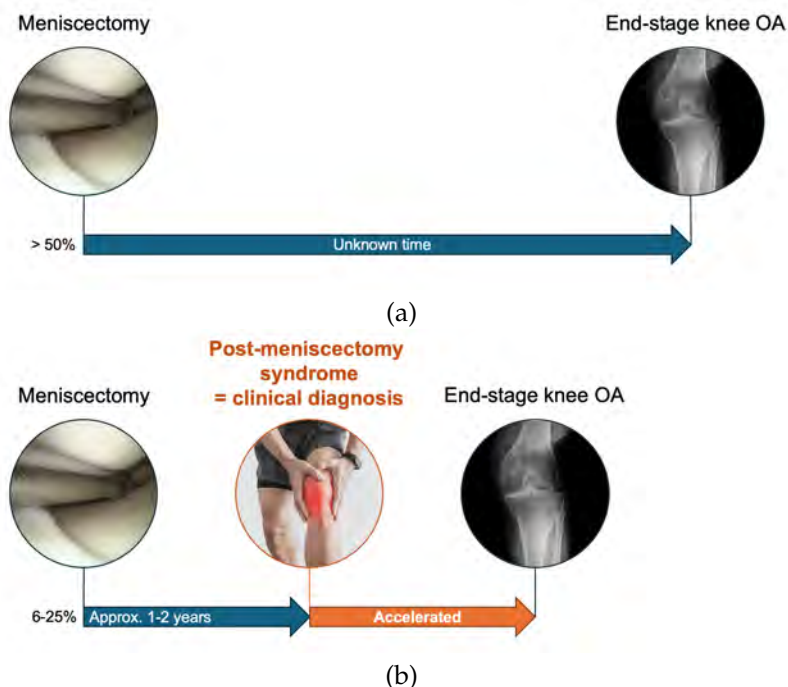 Meniscectomy
End-stage knee OA
> 50%
Unknown time
(a)
Post-meniscectomy
syndrome
= clinical diagnosis
Meniscectomy
End-stage knee OA
6-25%
Approx. 1-2 years
Accelerated
(b)